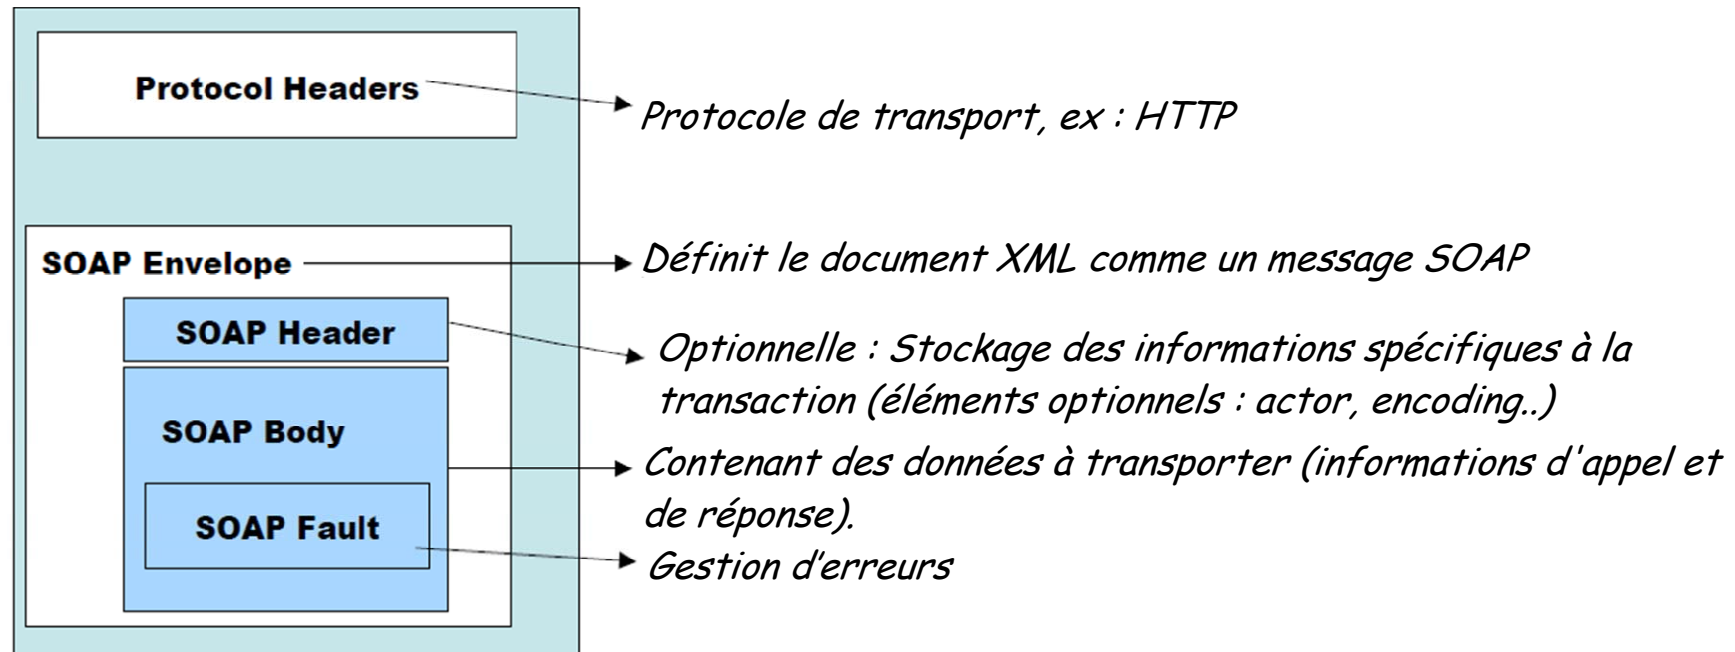 Protocol Headers
Protocole de transport, ex : HTTP
SOAP Envelope
Définit le document XML comme un message SOAP
SOAP Header
Optionnelle : Stockage des informations spécifiques à la
transaction (éléments optionnels : actor, encoding..)
SOAP Body
Contenant des données à transporter (informations d'appel et
de réponse).
SOAP Fault
Gestion d’erreurs